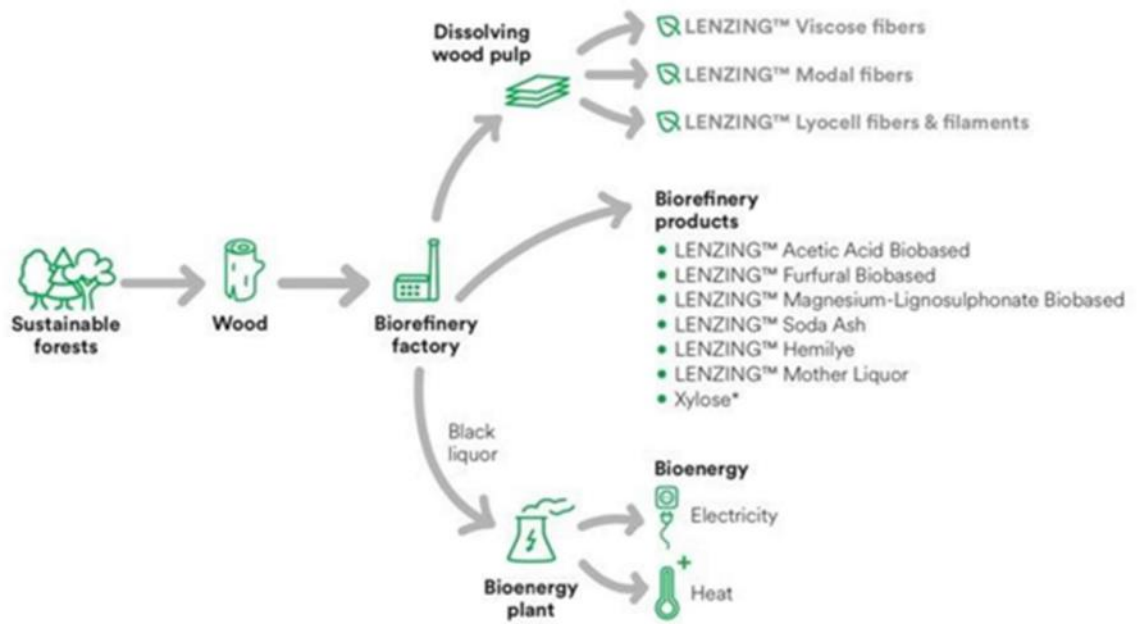 Dissolving
wood pulp
LENZING™ Viscose fibers
LENZING™ Modal fibers
LENZING™ Lyocell fibers & filaments
Sustainable
forests
Wood
Biorefinery
factory
Biorefinery
products
• LENZING™ Acetic Acid Biobased
• LENZING™ Furfural Biobased
• LENZING™ Magnesium-Lignosulphonate Biobased
• LENZING™ Soda Ash
• LENZING™ Hemilye
• LENZING™ Mother Liquor
• Xylose*
Black
liquor
Bioenergy
plant
Bioenergy
Electricity
+
Heat